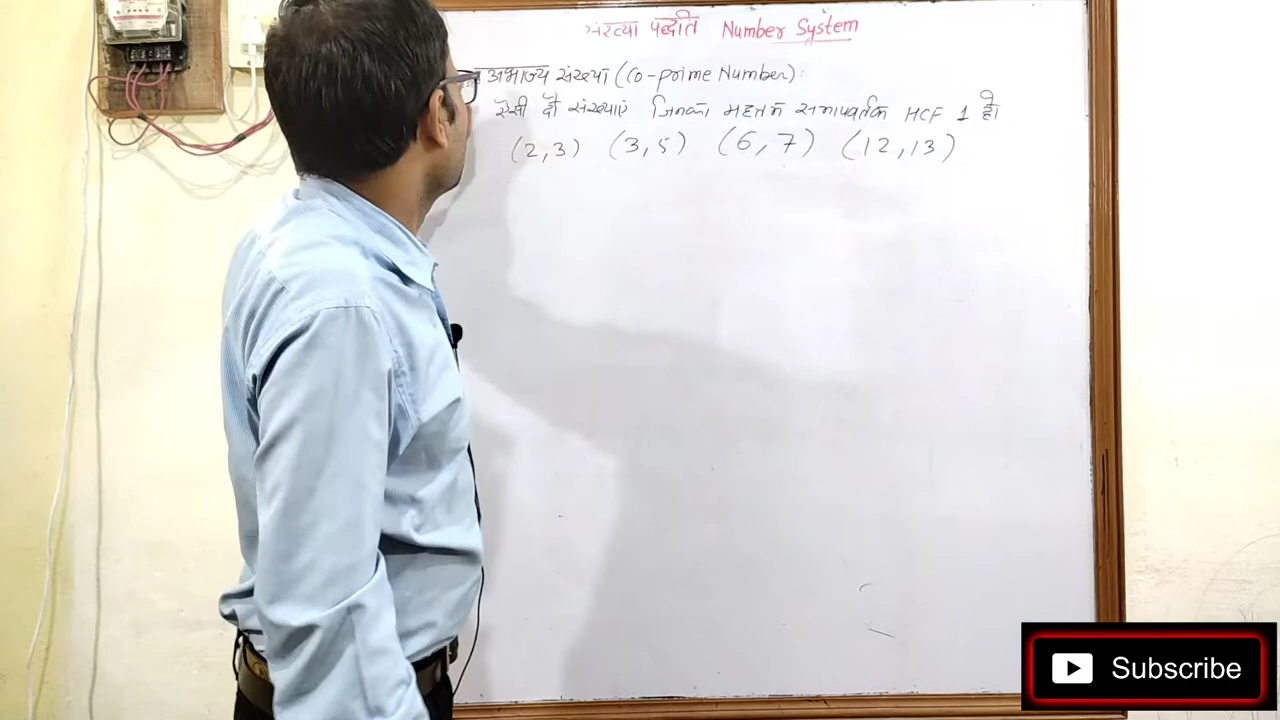 संख्या पद्धति Number System
अभाज्य संख्या (Co-prime Number):
ऐसी दो संख्याएं जिनका महत्तम समापवर्तक HCF 1 हो
(2,3) (3,5) (6,7) (12,13)
Subscribe